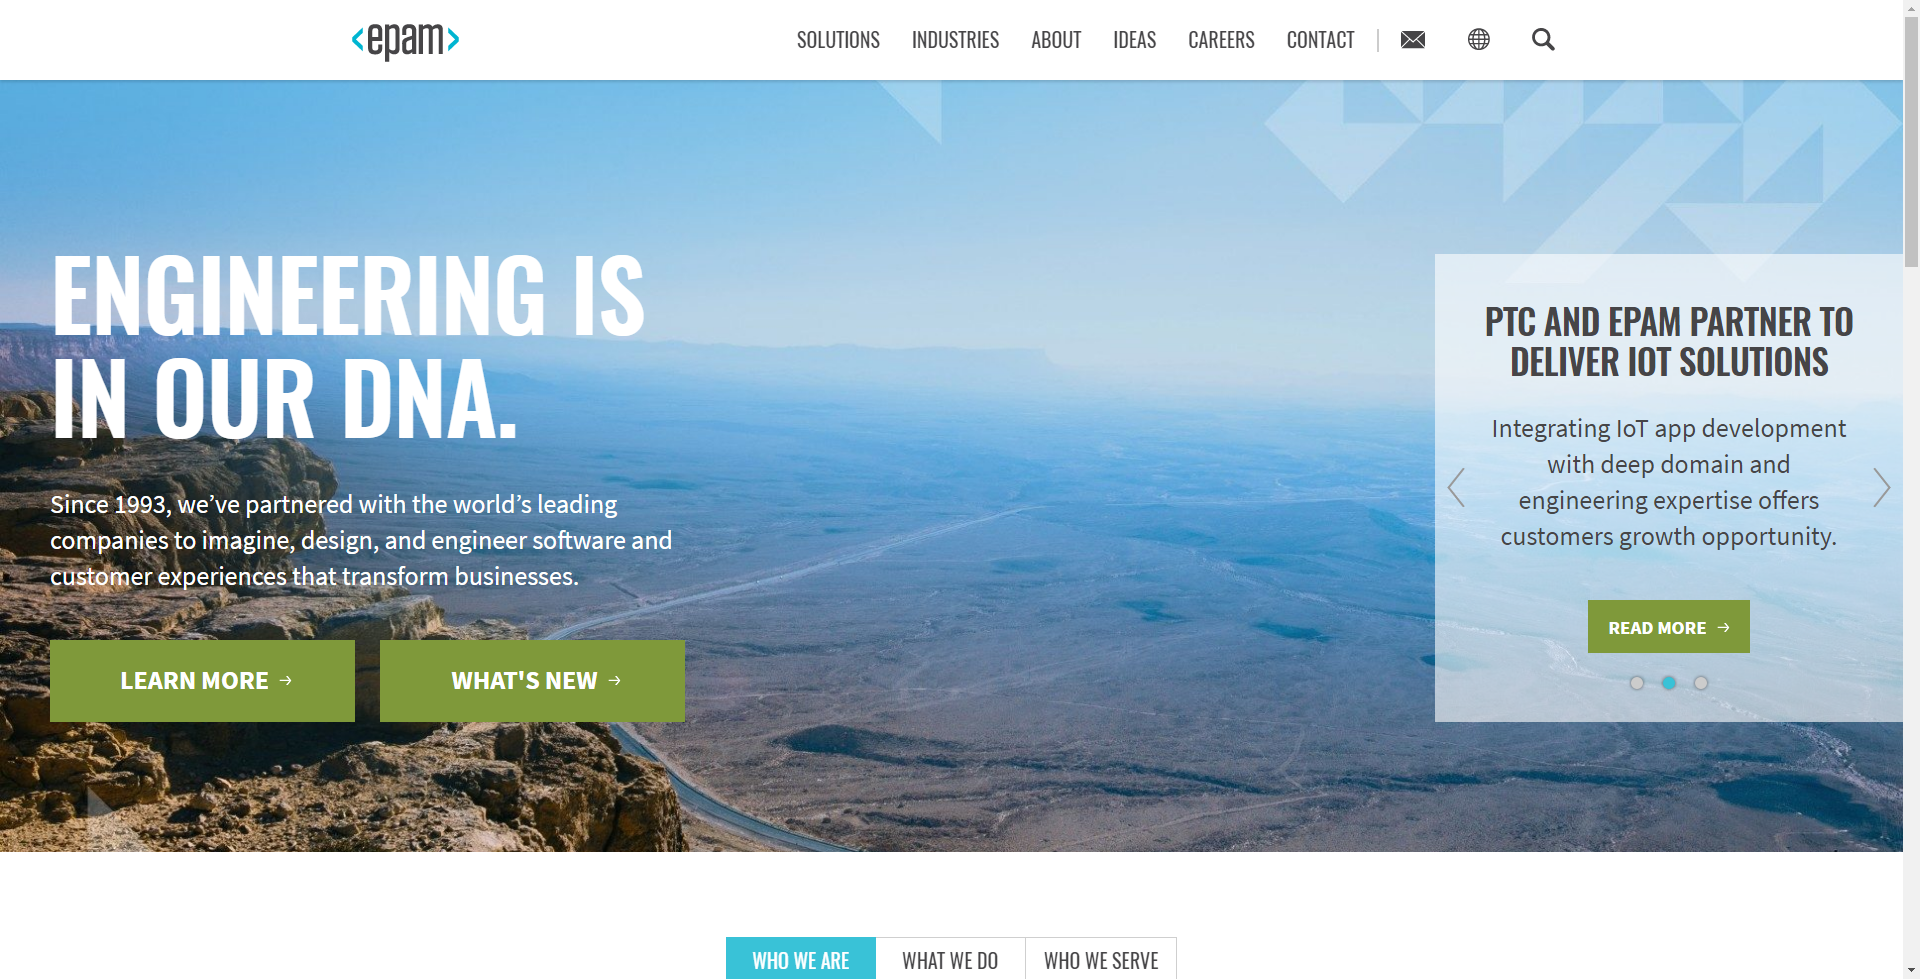 <epam>
SOLUTIONS INDUSTRIES ABOUT IDEAS CAREERS CONTACT
ENGINEERING IS
IN OUR DNA.
Since 1993, we’ve partnered with the world’s leading
companies to imagine, design, and engineer software and
customer experiences that transform businesses.
LEARN MORE →
WHAT'S NEW →
PTC AND EPAM PARTNER TO
DELIVER IOT SOLUTIONS
Integrating IoT app development
with deep domain and
engineering expertise offers
customers growth opportunity.
READ MORE →
WHO WE ARE WHAT WE DO WHO WE SERVE